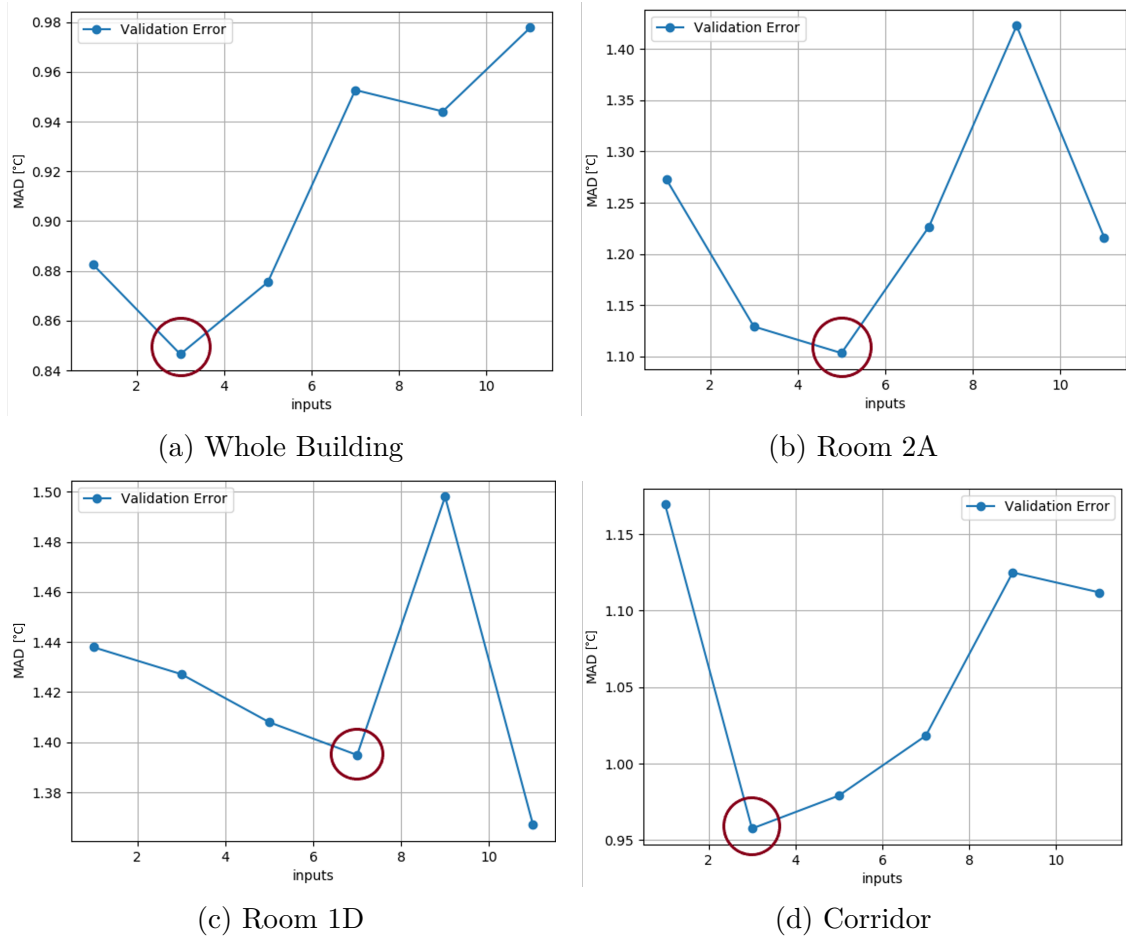 Validation Error
0.98
0.96
0.94
0.92
0.90
0.88
0.86
0.84
MAD [°C]
2 4 6 8 10
inputs
(a) Whole Building
Validation Error
1.40
1.35
1.30
1.25
1.20
1.15
1.10
MAD [°C]
2 4 6 8 10
inputs
(b) Room 2A
Validation Error
1.50
1.48
1.46
1.44
1.42
1.40
1.38
MAD [°C]
2 4 6 8 10
inputs
(c) Room 1D
Validation Error
1.15
1.10
1.05
1.00
0.95
MAD [°C]
2 4 6 8 10
inputs
(d) Corridor